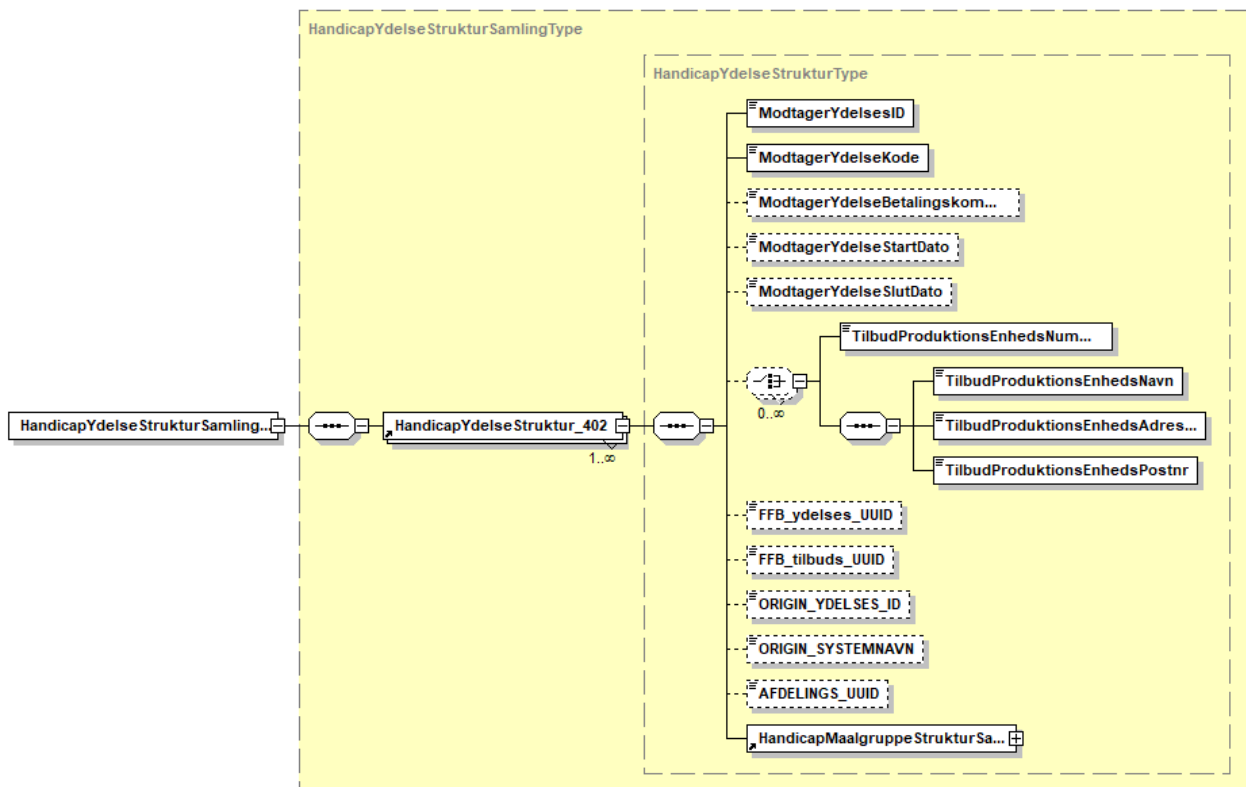 HandicapYdelseStrukturSamlingType
HandicapYdelseStrukturType
ModtagerYdelsesID
ModtagerYdelseKode
ModtagerYdelseBetalingskom...
ModtagerYdelseStartDato
ModtagerYdelseSlutDato
TilbudProduktionsEnhedsNum...
0..∞
TilbudProduktionsEnhedsNavn
HandicapYdelseStrukturSamling...
HandicapYdelseStruktur_402
1..∞
TilbudProduktionsEnhedsAdres...
TilbudProduktionsEnhedsPostnr
FFB_ydelses_UUID
FFB_tilbuds_UUID
ORIGIN_YDELSES_ID
ORIGIN_SYSTEMNAVN
AFDELINGS_UUID
HandicapMaalgruppeStrukturSa...